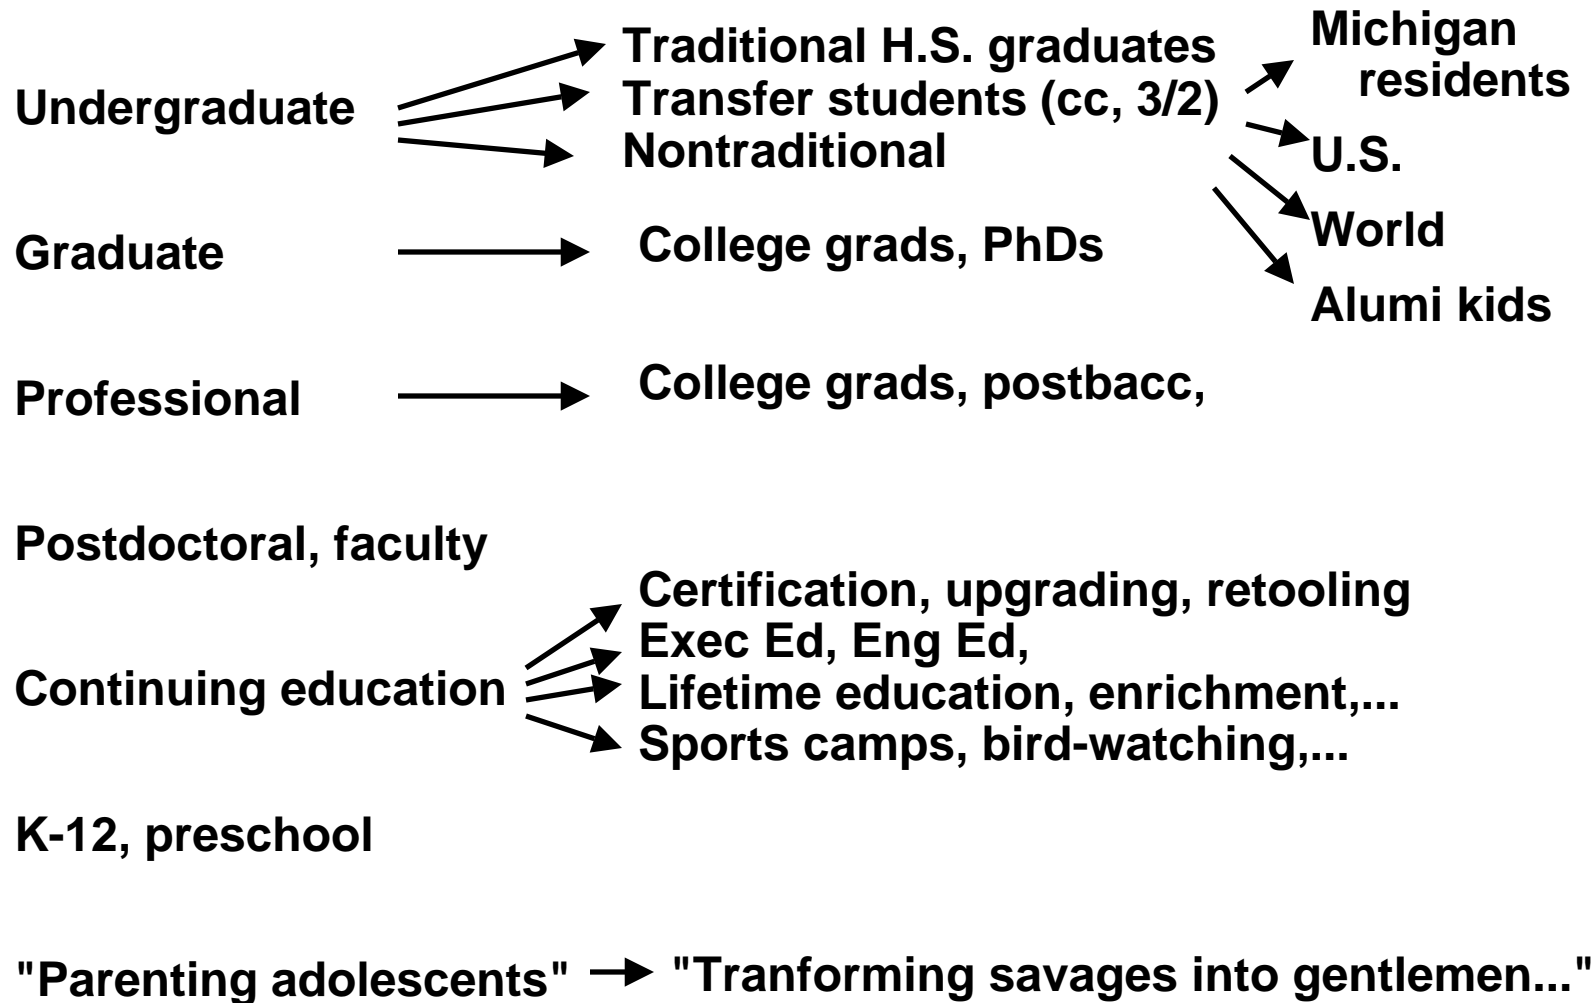 Undergraduate
Traditional H.S. graduates
Transfer students (cc, 3/2)
Nontraditional
Michigan
residents
U.S.
World
Alumi kids
Graduate
College grads, PhDs
Professional
College grads, postbacc,
Postdoctoral, faculty
Continuing education
Certification, upgrading, retooling
Exec Ed, Eng Ed,
Lifetime education, enrichment,...
Sports camps, bird-watching,...
K-12, preschool
"Parenting adolescents"
"Tranforming savages into gentlemen..."